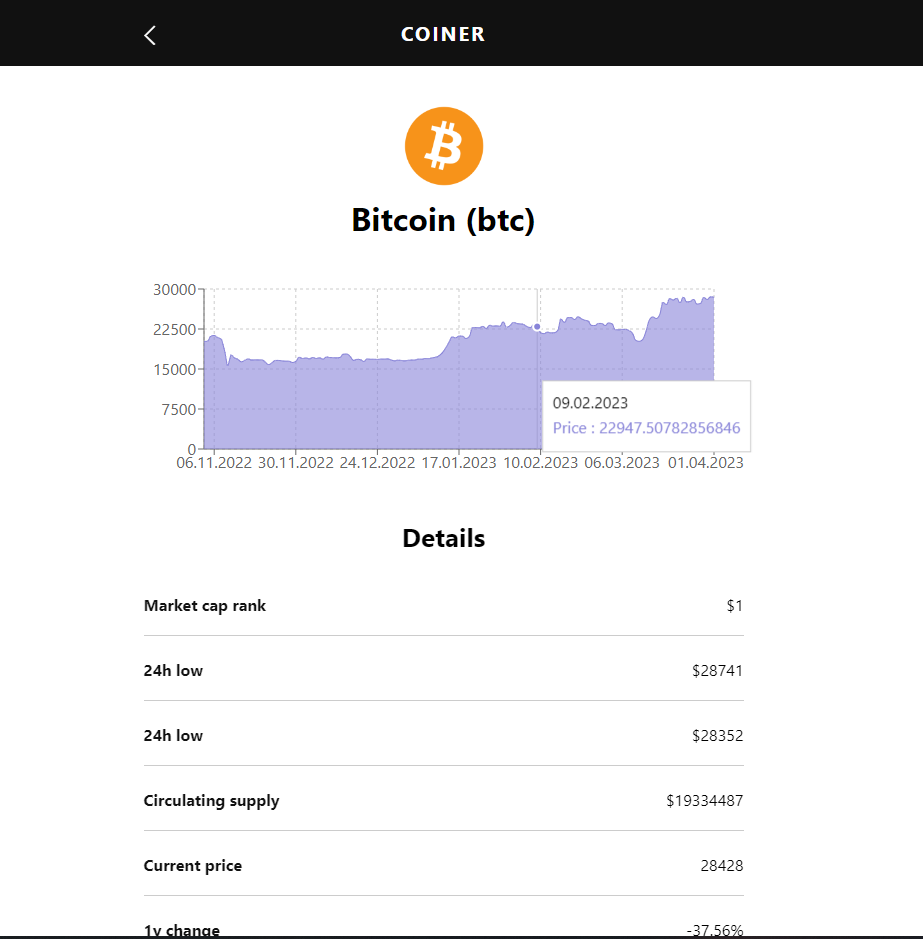 COINER
Bitcoin (btc)
30000
22500
15000
7500
0
09.02.2023
Price : 22947.50782856846
06.11.2022 30.11.2022 24.12.2022 17.01.2023 10.02.2023 06.03.2023 01.04.2023
Details
Market cap rank $1
24h low $28741
24h low $28352
Circulating supply $19334487
Current price 28428
1y change -37.56%